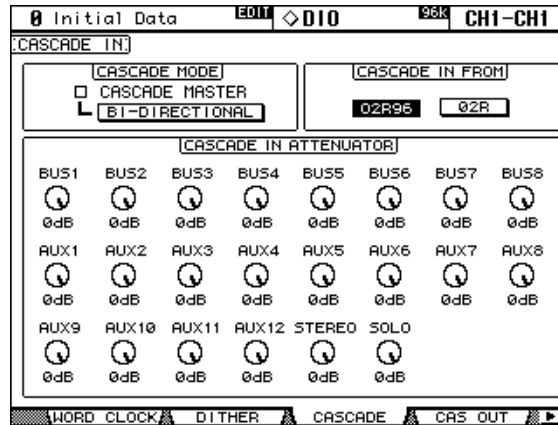 0 Initial Data EDIT ◇DIO 96K CH1-CH1
CASCADE IN
CASCADE MODE
CASCADE IN FROM
CASCADE MASTER
BI-DIRECTIONAL
02R96 02R
CASCADE IN ATTENUATOR
BUS1 BUS2 BUS3 BUS4 BUS5 BUS6 BUS7 BUS8
0dB 0dB 0dB 0dB 0dB 0dB 0dB 0dB
AUX1 AUX2 AUX3 AUX4 AUX5 AUX6 AUX7 AUX8
0dB 0dB 0dB 0dB 0dB 0dB 0dB 0dB
AUX9 AUX10 AUX11 AUX12 STEREO SOLO
0dB 0dB 0dB 0dB 0dB 0dB
WORD CLOCK DITHER CASCADE CAS OUT